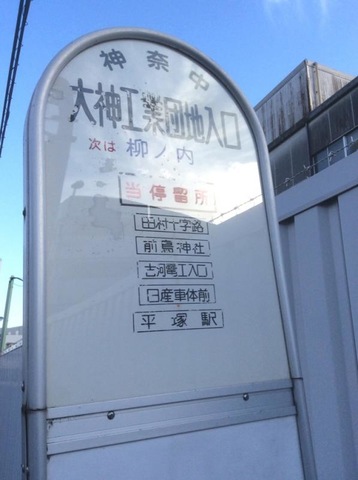 神奈中
大神工業団地入口
次は 柳ノ内
当停留所
田村十字路
前鳥神社
古河電工入口
日産車体前
平塚駅